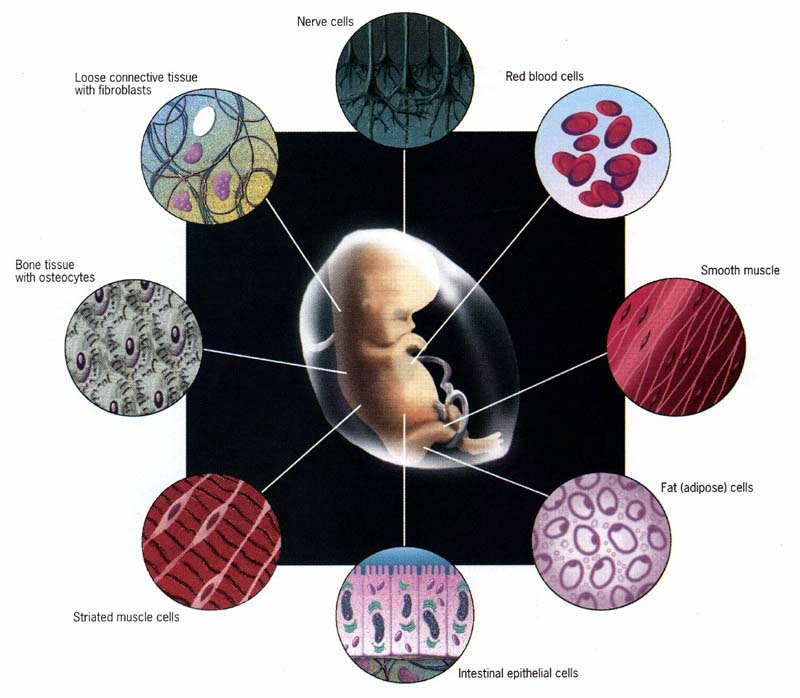 Nerve cells
Loose connective tissue
with fibroblasts
Red blood cells
Bone tissue
with osteocytes
Smooth muscle
Fat (adipose) cells
Striated muscle cells
Intestinal epithelial cells